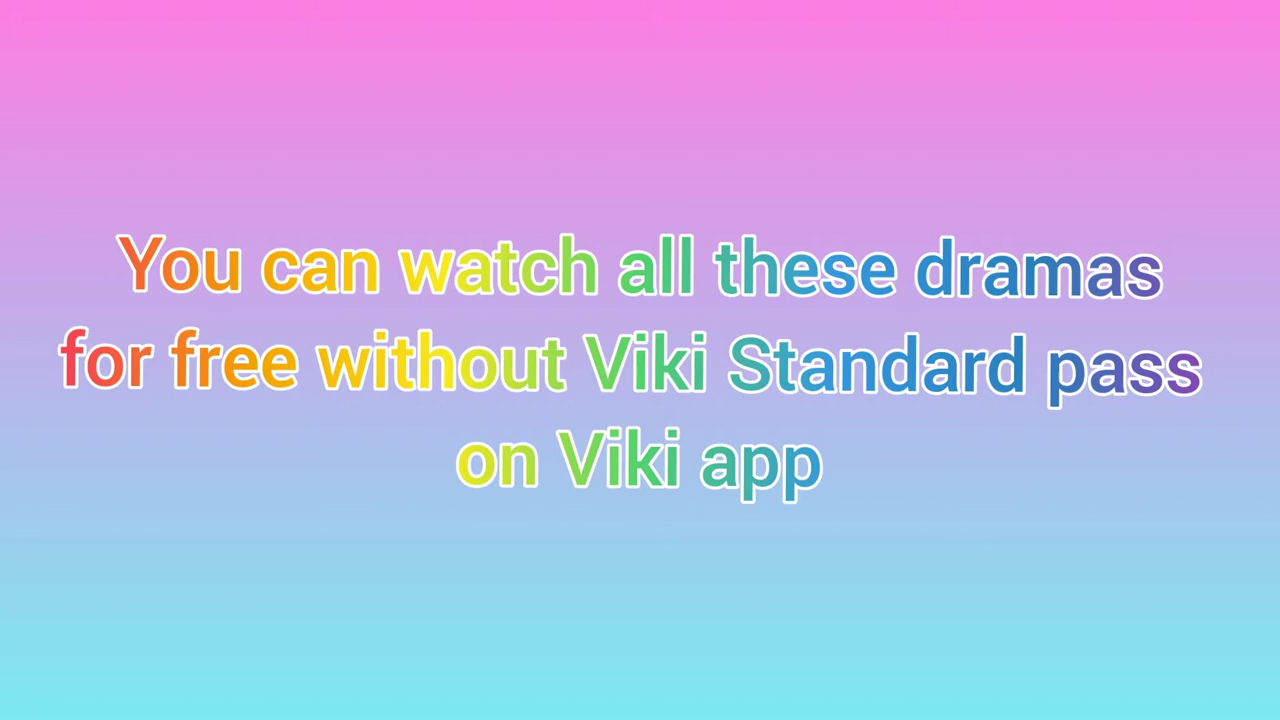 You can watch all these dramas
for free without Viki Standard pass
on Viki app